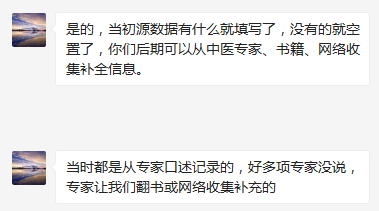 是的，当初源数据有什么就填写了，没有的就空
置了，你们后期可以从中医专家、书籍、网络收
集补全信息。
当时都是从专家口述记录的，好多项专家没说，
专家让我们翻书或网络收集补充的